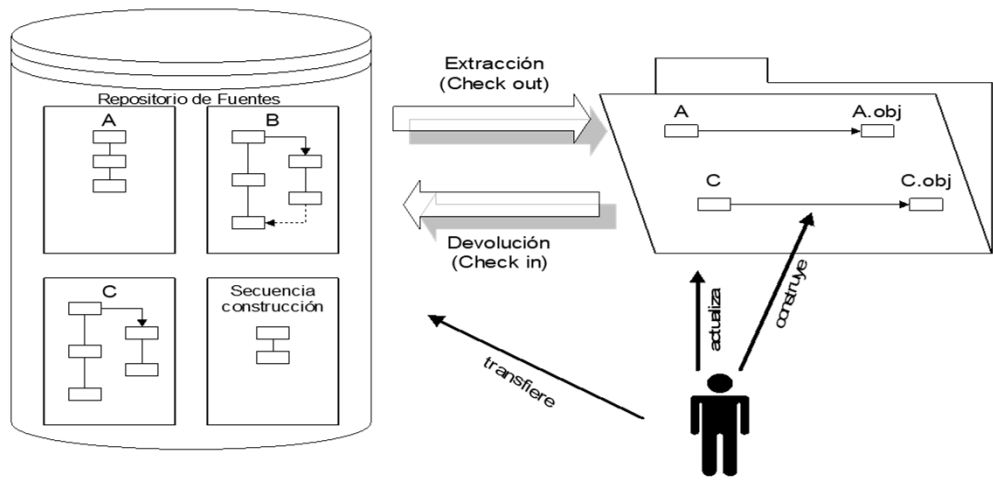 Repositorio de Fuentes
A
B
C
Secuencia
construcción
Extracción
(Check out)
Devolución
(Check in)
A
A.obj
C
C.obj
transfiere
actualiza
construye